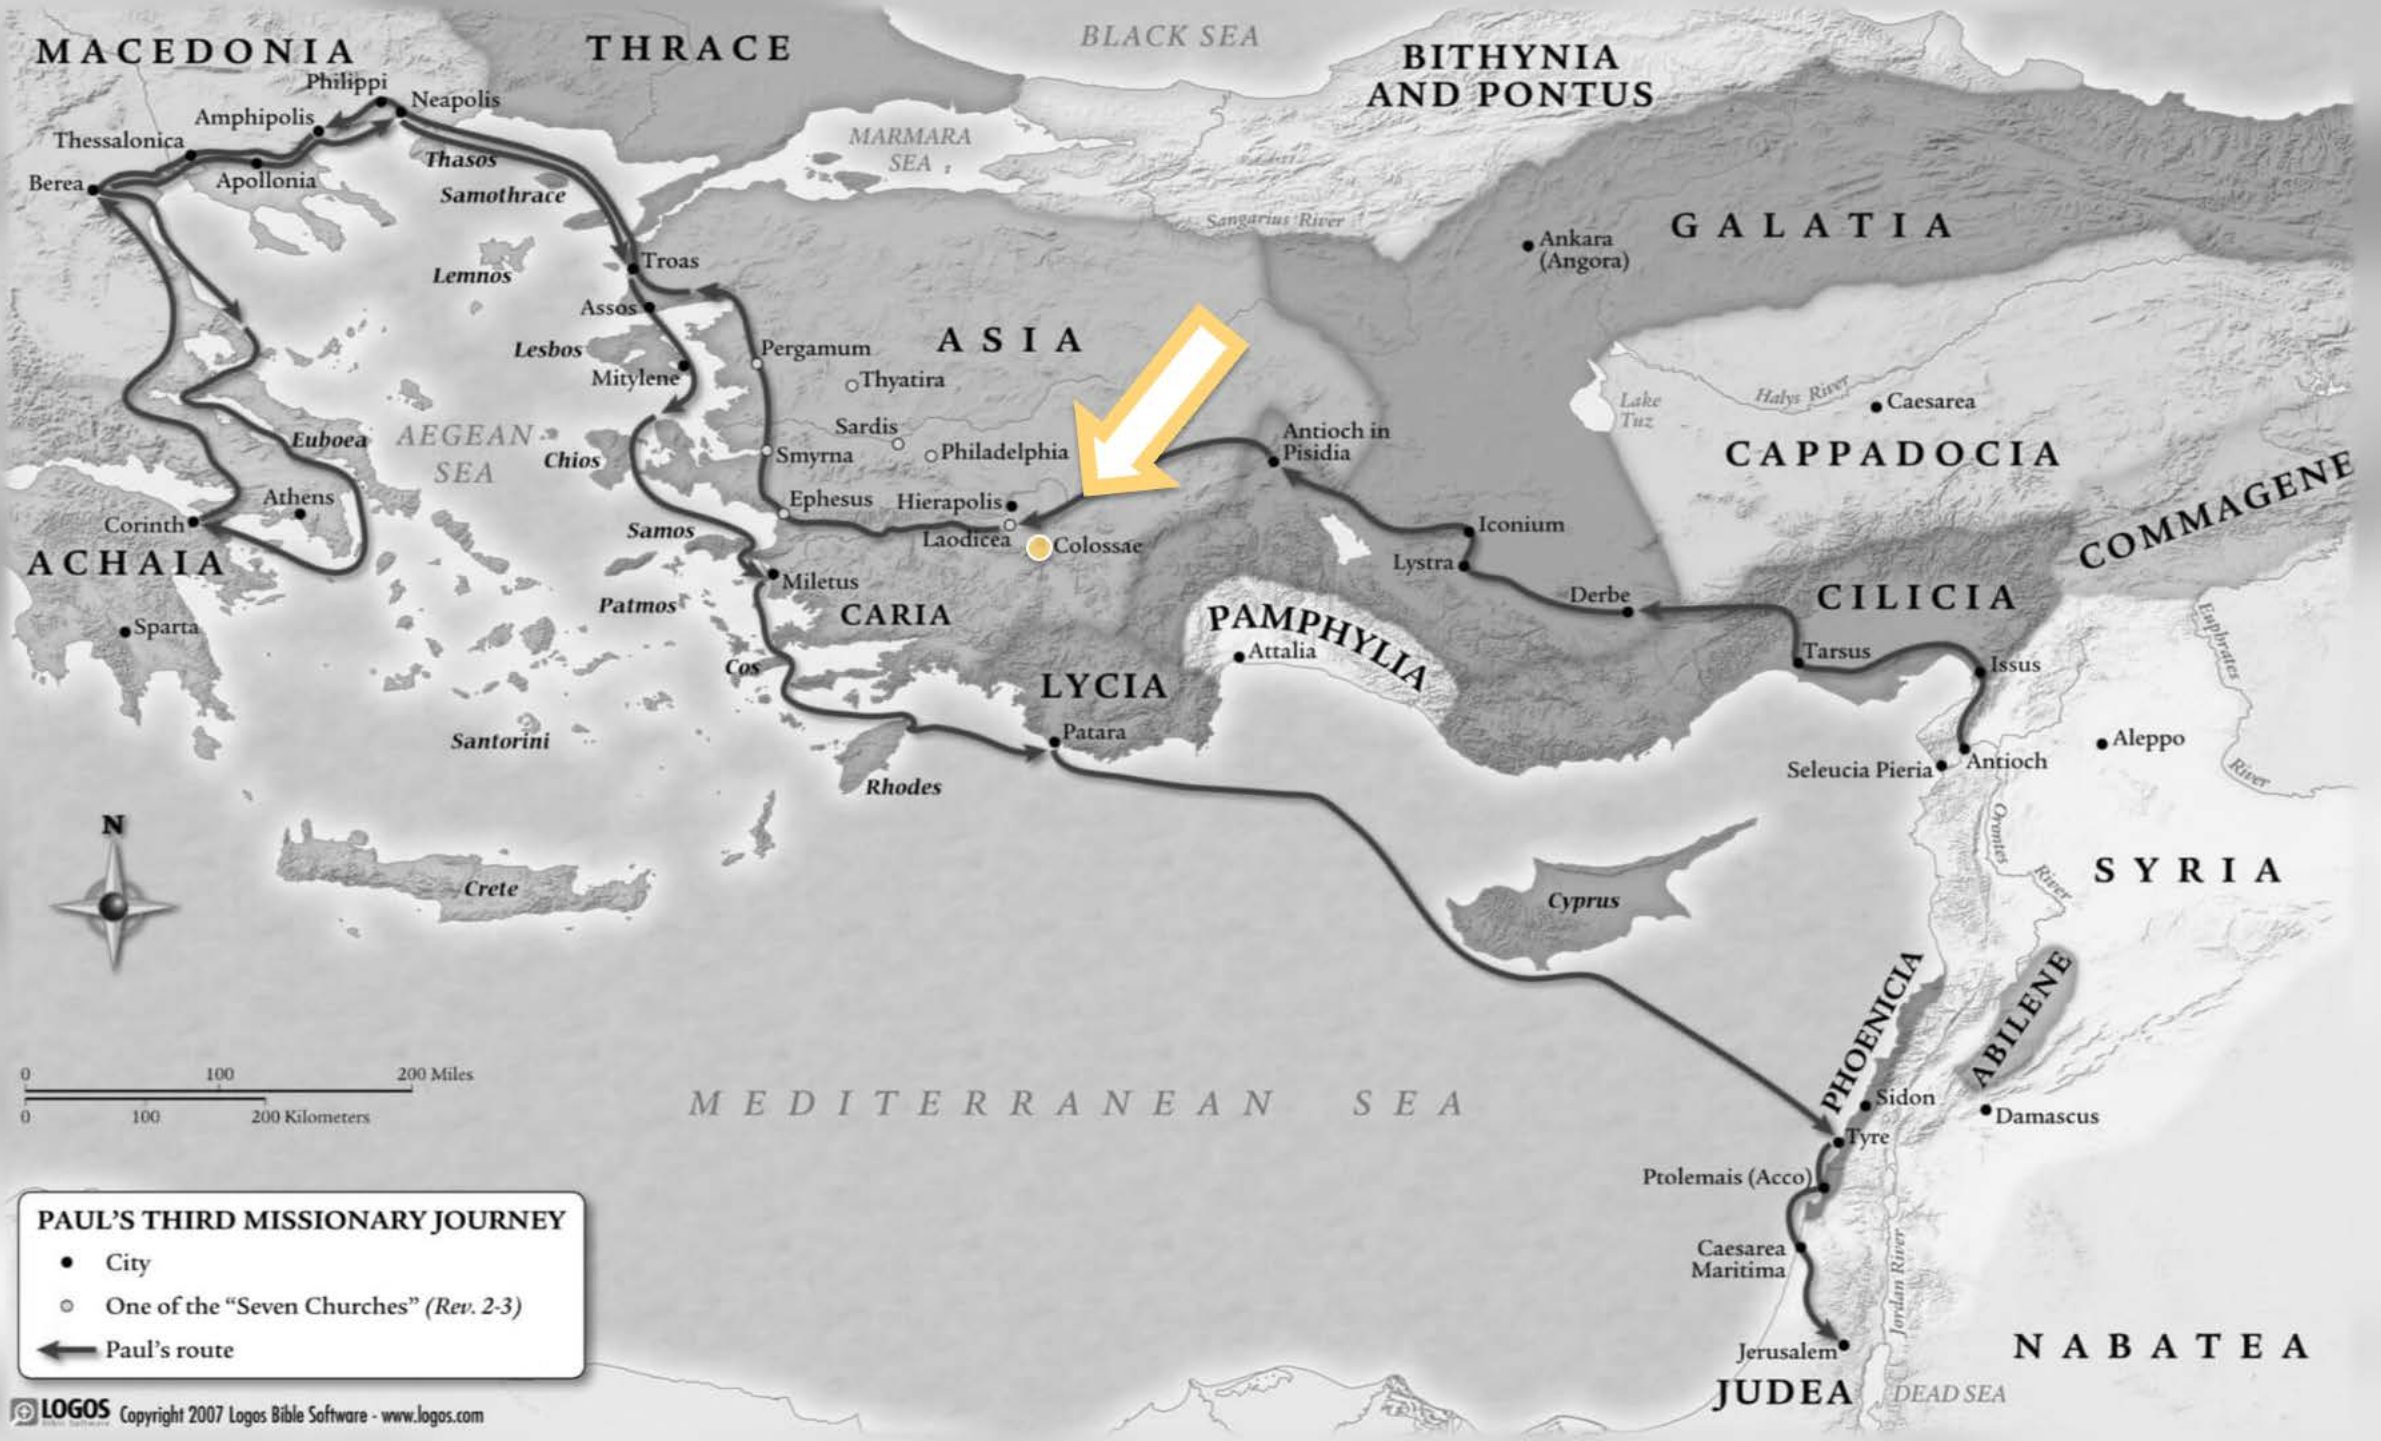 MACEDONIA
THRACE
BLACK SEA
BITHYNIA
AND PONTUS
Philippi
Neapolis
Amphipolis
Thessalonica
Berea
Apollonia
Thasos
Samothrace
MARMARA
SEA
Sangarius River
GALATIA
Ankara
(Angora)
Lemnos
Troas
Assos
ASIA
Lesbos
Mitylene
Pergamum
Thyatira
Lake
Tuz
Halys River
Caesarea
CAPPADOCIA
COMMAGENE
Euboea
AEGEAN
SEA
Chios
Sardis
Smyrna
Philadelphia
Antioch in
Pisidia
Athens
Corinth
ACHAIA
Sparta
Ephesus
Hierapolis
Laodicea
Colossae
Samos
Miletus
Patmos
CARIA
Iconium
Lystra
Derbe
CILICIA
PAMPHYLIA
Attalia
Tarsus
Issus
Euphrates
River
Cos
LYCIA
Patara
Santorini
Rhodes
Seleucia Pieria
Antioch
Aleppo
Orontes
River
SYRIA
N
Crete
Cyprus
PHOENICIA
ABILENE
0 100 200 Miles
0 100 200 Kilometers
MEDITERRANEAN SEA
Sidon
Damascus
Tyre
Ptolemais (Acco)
Caesarea
Maritima
Jordan River
Jerusalem
JUDEA
DEAD SEA
NABATEA
PAUL'S THIRD MISSIONARY JOURNEY
City
One of the “Seven Churches” (Rev. 2-3)
Paul's route
LOGOS Copyright 2007 Logos Bible Software - www.logos.com